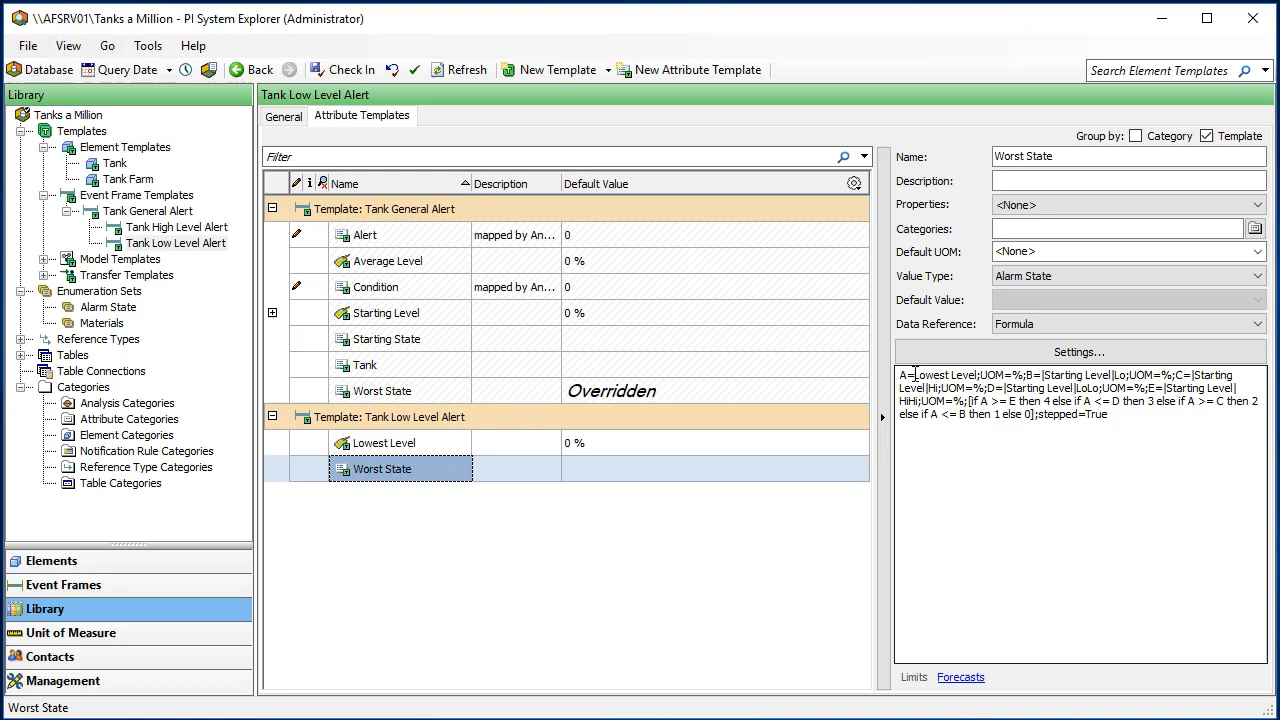 \\AFSRV01\Tanks a Million - PI System Explorer (Administrator)
File View Go Tools Help
Database Query Date Back Check In Refresh New Template New Attribute Template Search Element Templates
Library
Tanks a Million
Templates
Element Templates
Tank
Tank Farm
Event Frame Templates
Tank General Alert
Tank High Level Alert
Tank Low Level Alert
Model Templates
Transfer Templates
Enumeration Sets
Alarm State
Materials
Reference Types
Tables
Table Connections
Categories
Analysis Categories
Attribute Categories
Element Categories
Notification Rule Categories
Reference Type Categories
Table Categories
Elements
Event Frames
Library
Unit of Measure
Contacts
Management
Tank Low Level Alert
General Attribute Templates
Group by: Category Template
Filter
Name Description Default Value
Template: Tank General Alert
Alert mapped by An... 0
Average Level 0 %
Condition mapped by An... 0
Starting Level 0 %
Starting State
Tank
Worst State Overridden
Template: Tank Low Level Alert
Lowest Level 0 %
Worst State
Name: Worst State
Description:
Properties: <None>
Categories:
Default UOM: <None>
Value Type: Alarm State
Default Value:
Data Reference: Formula
Settings...
A=Lowest Level;UOM=%;B=|Starting Level|Lo;UOM=%;C=|Starting
Level|Hi;UOM=%;D=|Starting Level|LoLo;UOM=%;E=|Starting Level|
HiHi;UOM=%;[if A >= E then 4 else if A <= D then 3 else if A >= C then 2
else if A <= B then 1 else 0];stepped=True
Limits Forecasts
Worst State